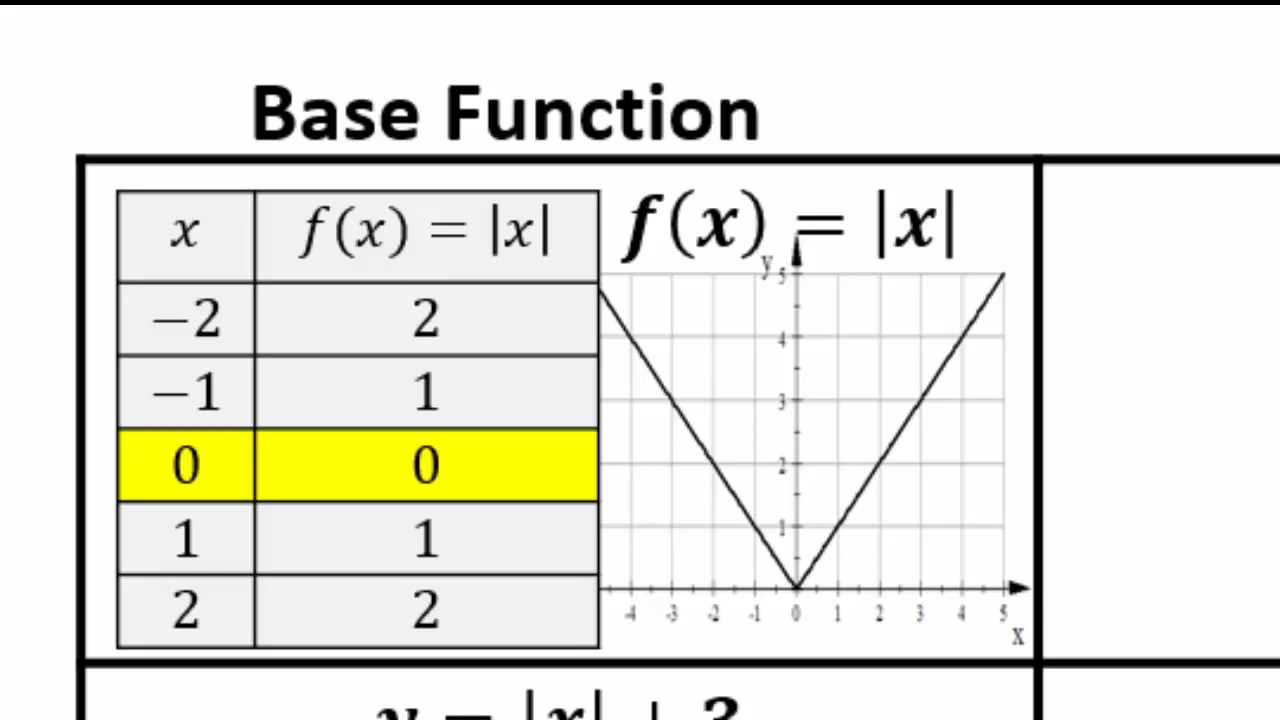 Base Function
x f(x) = |x|
−2 2
−1 1
0 0
1 1
2 2
f(x) = |x|
y
5
4
3
2
1
-4 -3 -2 -1 0 1 2 3 4 5
x
y = |x| + 3